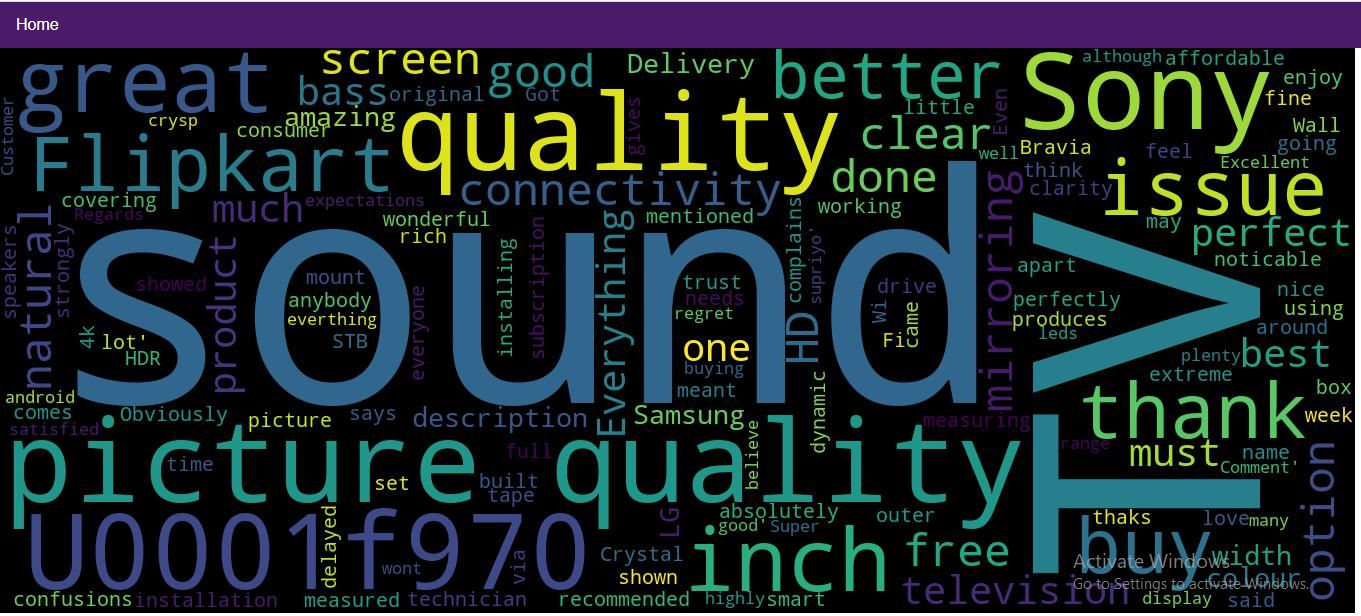 Home
screen
good
Delivery
better
Sony
although
affordable
great
bass
original
Got
little
Even
enjoy
fine
crysp
amazing
consumer
quality
gives
clear
well
Bravia
feel
Wall
going
Excellent
Customer
Flipkart
connectivity
done
think
clarity
issue
covering
Regards
much
expectations
wonderful
rich
mentioned
working
may
perfect
noticable
speakers
natural
strongly
product
sound
TV
showed
mount
anybody
everthing
STB
everyone
installing
subscription
Everything
trust
needs
regret
one
buying
meant
HD
complains
supriyo'
drive
Wi
Fi
came
mirroring
apart
perfectly
produces
leds
nice
using
around
plenty
best
extreme
4k
lot'
HDR
android
comes
satisfied
Obviously
picture
says
description
Samsung
dynamic
measuring
thank
box
week
range
must
name
Comment'
picture quality
time
set
full
built
tape
believe
absolutely
outer
thaks
love
many
option
U0001f970
delayed
wont
via
LG
good'
Super
inch
free
buy
width
colour
Crystal
shown
Activate Windows
Go to Settings to activate Windows.
confusions
installation
measured
technician
recommended
highly
smart
television
display
said